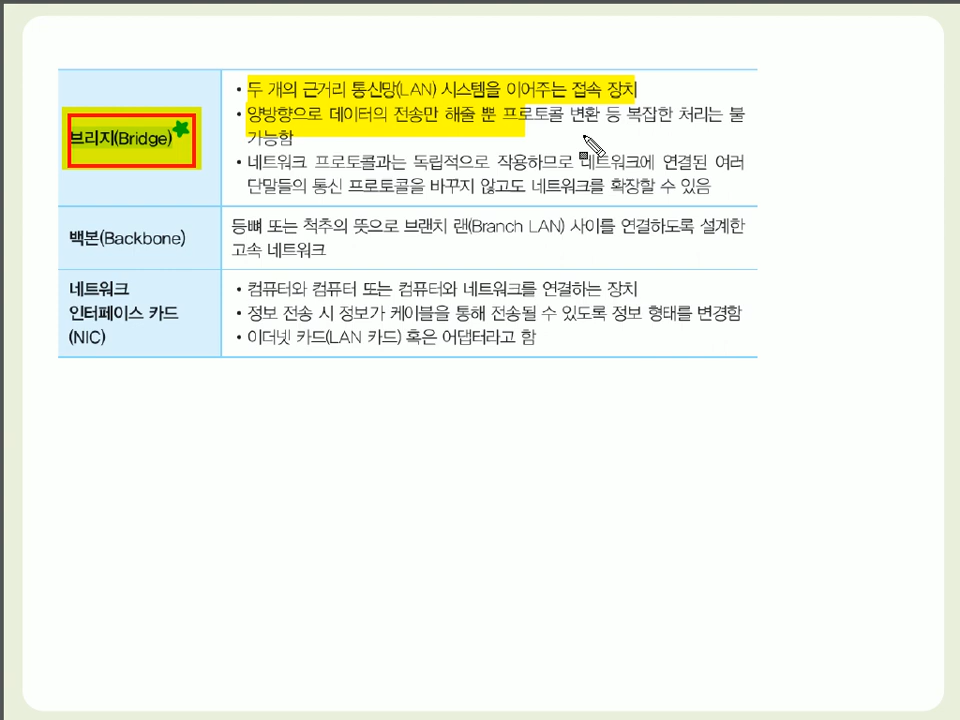 브리지(Bridge)
• 두 개의 근거리 통신망(LAN) 시스템을 이어주는 접속 장치
• 양방향으로 데이터의 전송만 해줄 뿐 프로토콜 변환 등 복잡한 처리는 불
가능함
• 네트워크 프로토콜과는 독립적으로 작용하므로 네트워크에 연결된 여러
단말들의 통신 프로토콜을 바꾸지 않고도 네트워크를 확장할 수 있음
백본(Backbone)
등뼈 또는 척추의 뜻으로 브랜치 랜(Branch LAN) 사이를 연결하도록 설계한
고속 네트워크
네트워크
인터페이스 카드
(NIC)
• 컴퓨터와 컴퓨터 또는 컴퓨터와 네트워크를 연결하는 장치
• 정보 전송 시 정보가 케이블을 통해 전송될 수 있도록 정보 형태를 변경함
• 이더넷 카드(LAN 카드) 혹은 어댑터라고 함